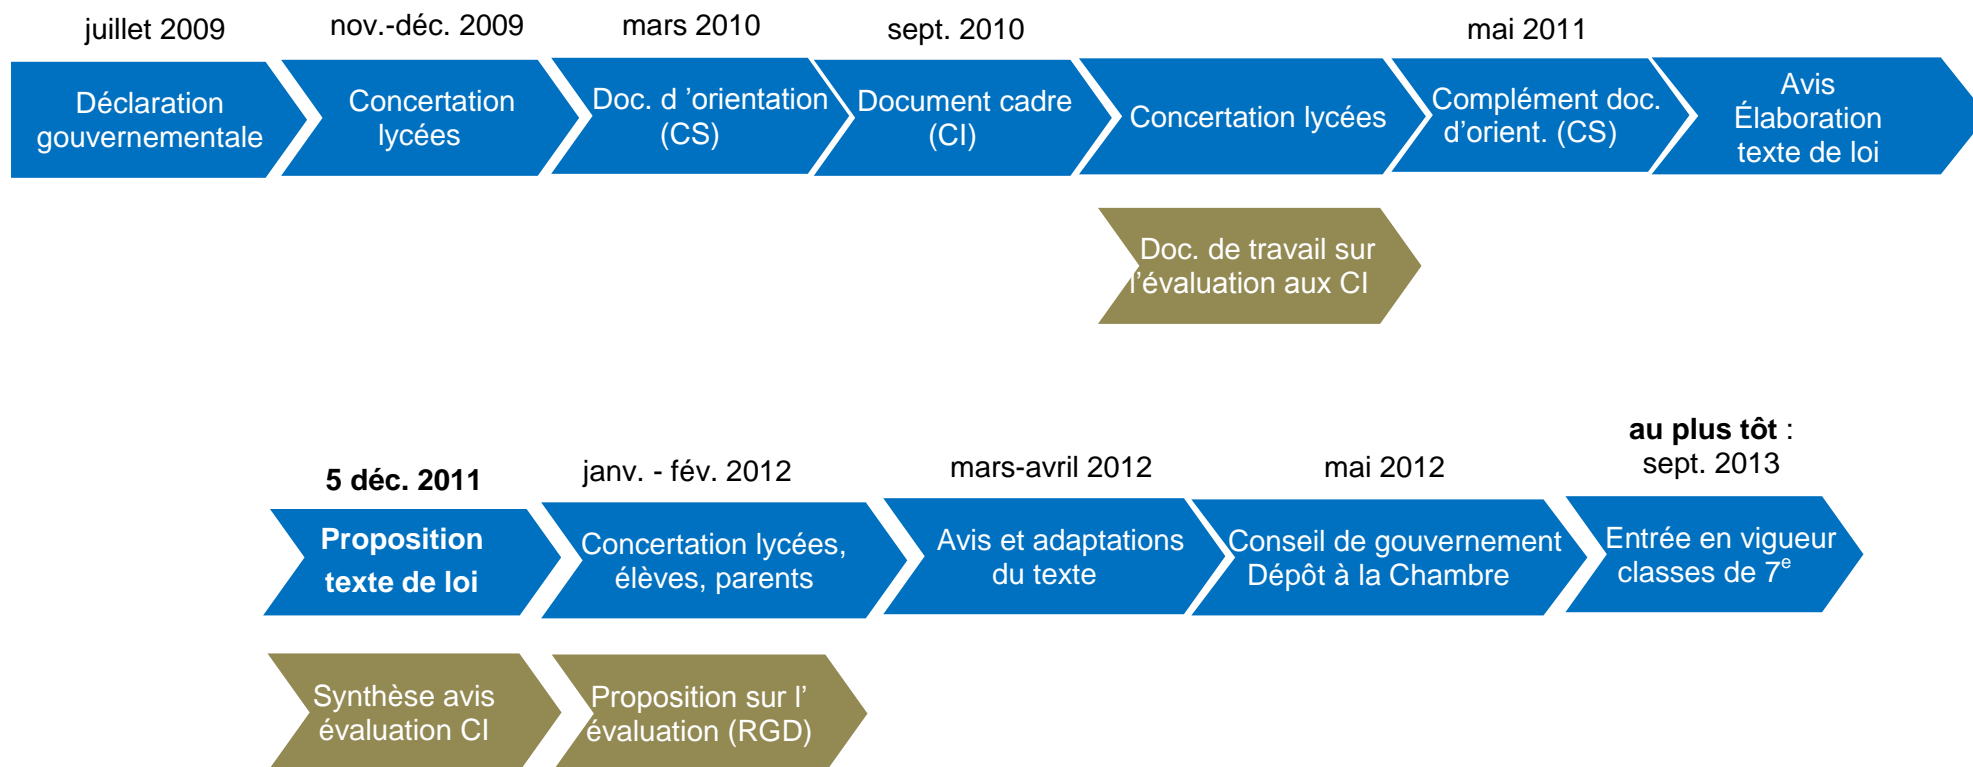 juillet 2009
nov.-déc. 2009
mars 2010
sept. 2010
mai 2011
Déclaration
gouvernementale
Concertation
lycées
Doc. d ’orientation
(CS)
Document cadre
(CI)
Concertation lycées
Complément doc.
d’orient. (CS)
Avis
Élaboration
texte de loi
Doc. de travail sur
l’évaluation aux CI
5 déc. 2011
janv. - fév. 2012
mars-avril 2012
mai 2012
au plus tôt :
sept. 2013
Proposition
texte de loi
Concertation lycées,
élèves, parents
Avis et adaptations
du texte
Conseil de gouvernement
Dépôt à la Chambre
Entrée en vigueur
classes de 7e
Synthèse avis
évaluation CI
Proposition sur l’
évaluation (RGD)